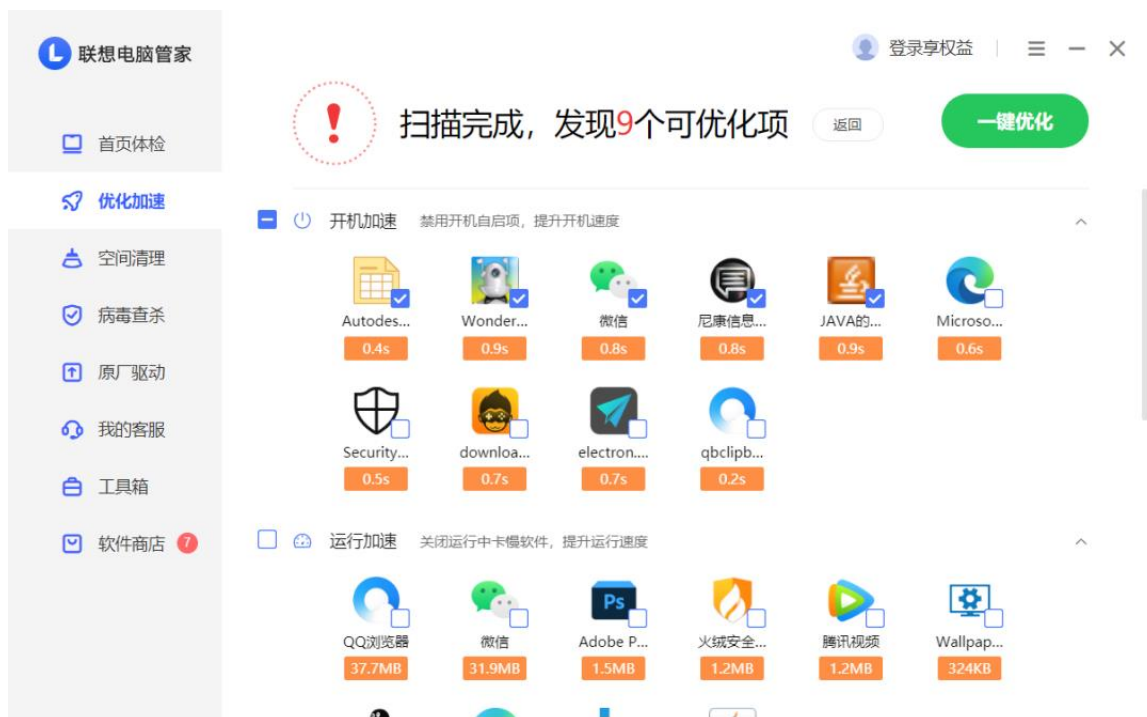 联想电脑管家
登录享权益
首页体检
优化加速
空间清理
病毒查杀
原厂驱动
我的客服
工具箱
软件商店 7
扫描完成，发现9个可优化项 返回 一键优化
开机加速 禁用开机自启项，提升开机速度
Autodes... Wonder... 微信 尼康信息... JAVA的... Microso...
0.4s 0.9s 0.8s 0.8s 0.9s 0.6s
Security... downloa... electron.... qbclipb...
0.5s 0.7s 0.7s 0.2s
运行加速 关闭运行中卡慢软件，提升运行速度
Ps
QQ浏览器 微信 Adobe P... 火绒安全... 腾讯视频 Wallpap...
37.7MB 31.9MB 1.5MB 1.2MB 1.2MB 324KB